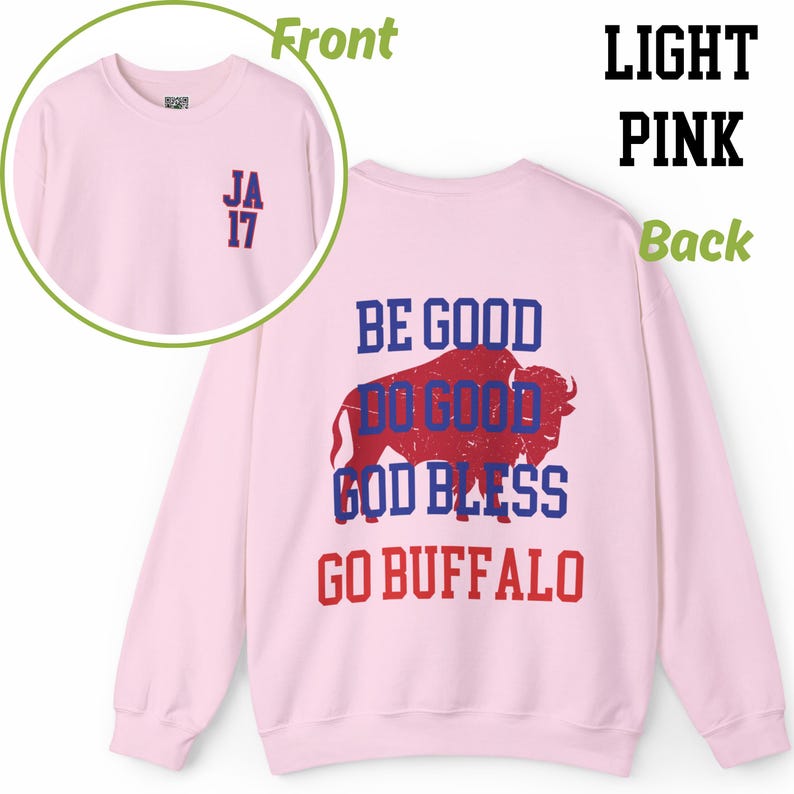 Front
LIGHT
PINK
JA
17
Back
BE GOOD
DO GOOD
GOD BLESS
GO BUFFALO